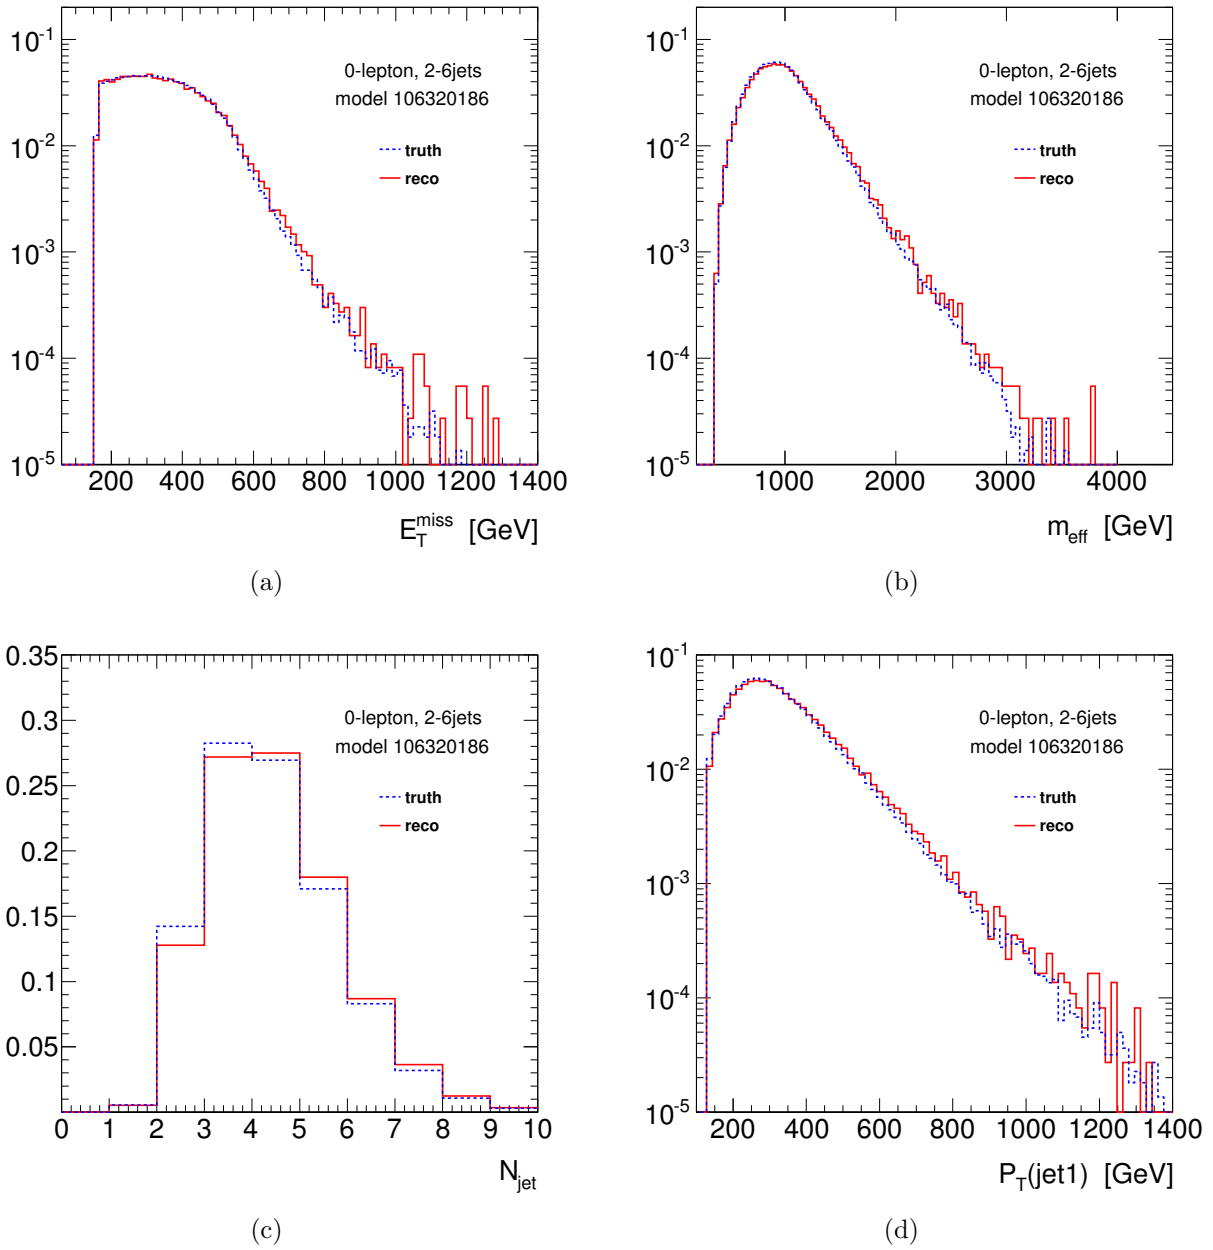 10^-1
10^-2
10^-3
10^-4
10^-5
0-lepton, 2-6jets
model 106320186
truth
reco
200 400 600 800 1000 1200 1400
E_T^miss [GeV]
(a)
10^-1
10^-2
10^-3
10^-4
10^-5
0-lepton, 2-6jets
model 106320186
truth
reco
1000 2000 3000 4000
m_eff [GeV]
(b)
0.35
0.3
0.25
0.2
0.15
0.1
0.05
0-lepton, 2-6jets
model 106320186
truth
reco
0 1 2 3 4 5 6 7 8 9 10
N_jet
(c)
10^-1
10^-2
10^-3
10^-4
10^-5
0-lepton, 2-6jets
model 106320186
truth
reco
200 400 600 800 1000 1200 1400
P_T(jet1) [GeV]
(d)